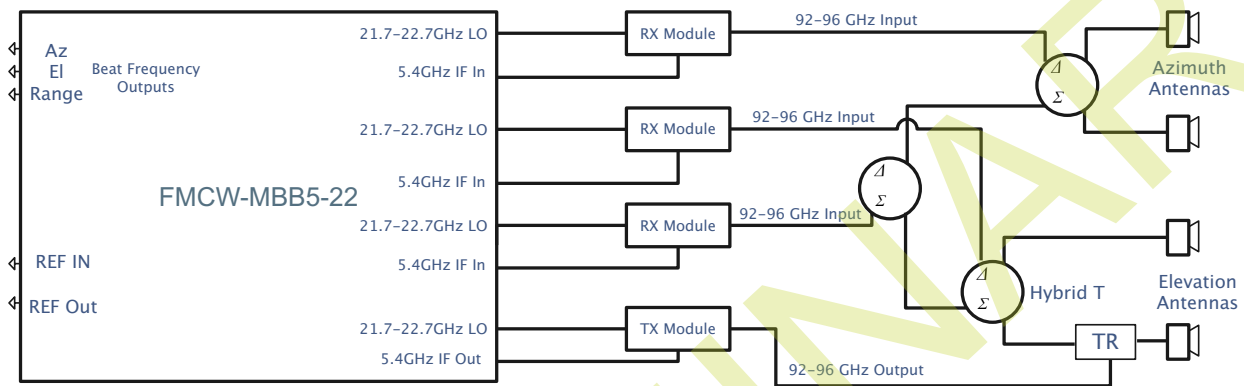 21.7-22.7GHz LO
RX Module
92-96 GHz Input
Az
El
Range
Beat Frequency
Outputs
5.4GHz IF In
Δ
Σ
Azimuth
Antennas
21.7-22.7GHz LO
RX Module
92-96 GHz Input
5.4GHz IF In
Δ
Σ
FMCW-MBB5-22
21.7-22.7GHz LO
RX Module
92-96 GHz Input
5.4GHz IF In
REF IN
REF Out
Δ
Σ
Hybrid T
Elevation
Antennas
21.7-22.7GHz LO
TX Module
TR
5.4GHz IF Out
92-96 GHz Output